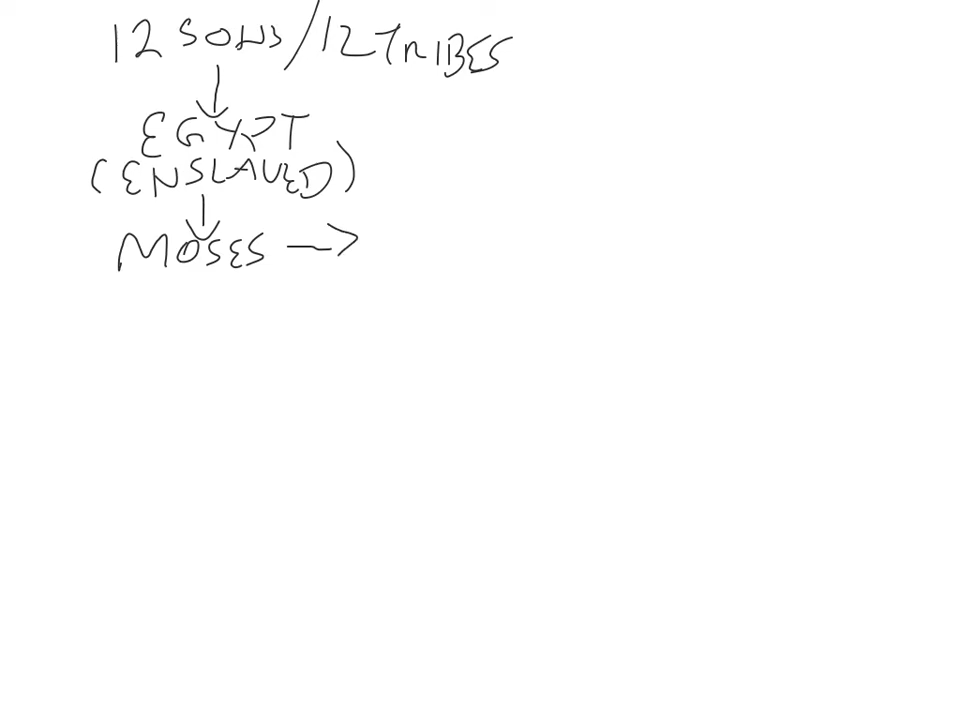 12 SONS/12 TRIBES
↓
EGYPT
(ENSLAVED)
↓
MOSES →